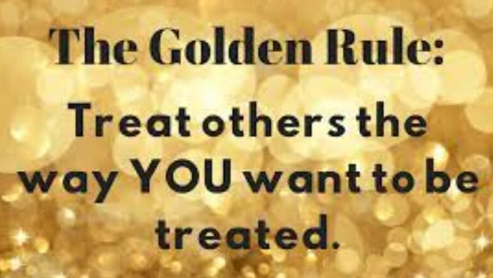 The Golden Rule:
Treat others the
way YOU want to be
treated.